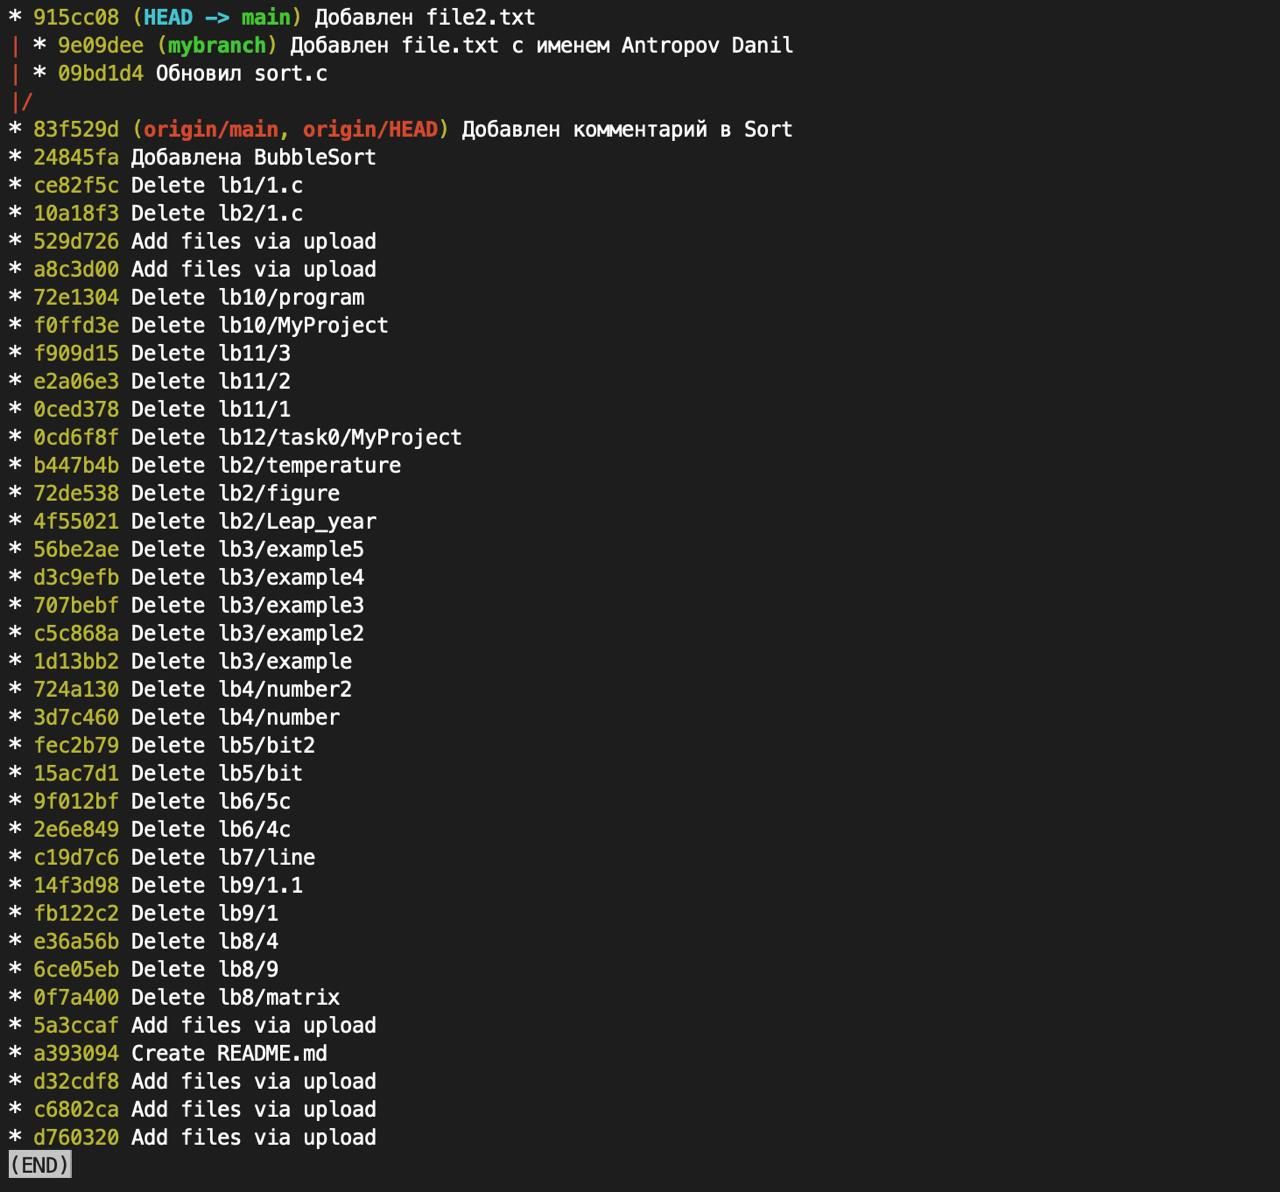 * 915cc08 (HEAD -> main) Добавлен file2.txt
| * 9e09dee (mybranch) Добавлен file.txt с именем Antropov Danil
| * 09bd1d4 Обновил sort.c
|/
* 83f529d (origin/main, origin/HEAD) Добавлен комментарий в Sort
* 24845fa Добавлена BubbleSort
* ce82f5c Delete lb1/1.c
* 10a18f3 Delete lb2/1.c
* 529d726 Add files via upload
* a8c3d00 Add files via upload
* 72e1304 Delete lb10/program
* f0ffd3e Delete lb10/MyProject
* f909d15 Delete lb11/3
* e2a06e3 Delete lb11/2
* 0ced378 Delete lb11/1
* 0cd6f8f Delete lb12/task0/MyProject
* b447b4b Delete lb2/temperature
* 72de538 Delete lb2/figure
* 4f55021 Delete lb2/Leap_year
* 56be2ae Delete lb3/example5
* d3c9efb Delete lb3/example4
* 707bebf Delete lb3/example3
* c5c868a Delete lb3/example2
* 1d13bb2 Delete lb3/example
* 724a130 Delete lb4/number2
* 3d7c460 Delete lb4/number
* fec2b79 Delete lb5/bit2
* 15ac7d1 Delete lb5/bit
* 9f012bf Delete lb6/5c
* 2e6e849 Delete lb6/4c
* c19d7c6 Delete lb7/line
* 14f3d98 Delete lb9/1.1
* fb122c2 Delete lb9/1
* e36a56b Delete lb8/4
* 6ce05eb Delete lb8/9
* 0f7a400 Delete lb8/matrix
* 5a3ccaf Add files via upload
* a393094 Create README.md
* d32cdf8 Add files via upload
* c6802ca Add files via upload
* d760320 Add files via upload
(END)